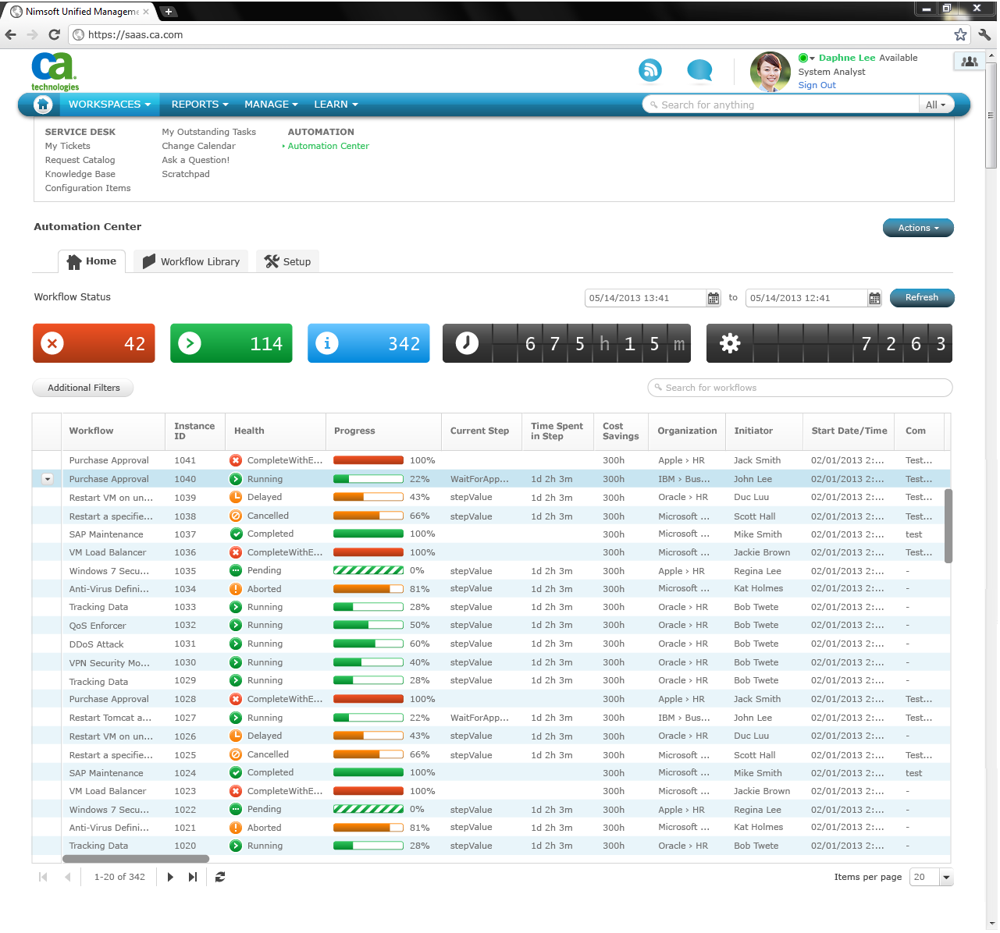 Nimsoft Unified Manageme
https://saas.ca.com
ca.
technologies
Daphne Lee Available
System Analyst
Sign Out
WORKSPACES REPORTS MANAGE LEARN
Search for anything All
SERVICE DESK My Outstanding Tasks AUTOMATION
My Tickets Change Calendar Automation Center
Request Catalog Ask a Question!
Knowledge Base Scratchpad
Configuration Items
Automation Center Actions
Home Workflow Library Setup
Workflow Status 05/14/2013 13:41 to 05/14/2013 12:41 Refresh
42 114 342 675h15m 7263
Additional Filters Search for workflows
Workflow Instance ID Health Progress Current Step Time Spent in Step Cost Savings Organization Initiator Start Date/Time Com
Purchase Approval 1041 CompleteWithE... 100% 300h Apple › HR Jack Smith 02/01/2013 2:... Test...
Purchase Approval 1040 Running 22% WaitForApp... 1d 2h 3m 300h IBM › Bus... John Lee 02/01/2013 2:... Test...
Restart VM on un... 1039 Delayed 43% stepValue 1d 2h 3m 300h Oracle › HR Duc Luu 02/01/2013 2:... Test...
Restart a specifie... 1038 Cancelled 66% stepValue 1d 2h 3m 300h Microsoft ... Scott Hall 02/01/2013 2:... Test...
SAP Maintenance 1037 Completed 100% 300h Microsoft ... Mike Smith 02/01/2013 2:... test
VM Load Balancer 1036 CompleteWithE... 100% 300h Microsoft ... Jackie Brown 02/01/2013 2:... Test...
Windows 7 Secu... 1035 Pending 0% stepValue 1d 2h 3m 300h Apple › HR Regina Lee 02/01/2013 2:... -
Anti-Virus Defini... 1034 Aborted 81% stepValue 1d 2h 3m 300h Microsoft ... Kat Holmes 02/01/2013 2:... -
Tracking Data 1033 Running 28% stepValue 1d 2h 3m 300h Oracle › HR Bob Twete 02/01/2013 2:... -
QoS Enforcer 1032 Running 50% stepValue 1d 2h 3m 300h Oracle › HR Bob Twete 02/01/2013 2:... -
DDoS Attack 1031 Running 60% stepValue 1d 2h 3m 300h Oracle › HR Bob Twete 02/01/2013 2:... -
VPN Security Mo... 1030 Running 40% stepValue 1d 2h 3m 300h Oracle › HR Bob Twete 02/01/2013 2:... -
Tracking Data 1029 Running 28% stepValue 1d 2h 3m 300h Oracle › HR Bob Twete 02/01/2013 2:... -
Purchase Approval 1028 CompleteWithE... 100% 300h Apple › HR Jack Smith 02/01/2013 2:... Test...
Restart Tomcat a... 1027 Running 22% WaitForApp... 1d 2h 3m 300h IBM › Bus... John Lee 02/01/2013 2:... Test...
Restart VM on un... 1026 Delayed 43% stepValue 1d 2h 3m 300h Oracle › HR Duc Luu 02/01/2013 2:... -
Restart a specifie... 1025 Cancelled 66% stepValue 1d 2h 3m 300h Microsoft ... Scott Hall 02/01/2013 2:... Test...
SAP Maintenance 1024 Completed 100% 300h Microsoft ... Mike Smith 02/01/2013 2:... test
VM Load Balancer 1023 CompleteWithE... 100% 300h Microsoft ... Jackie Brown 02/01/2013 2:... -
Windows 7 Secu... 1022 Pending 0% stepValue 1d 2h 3m 300h Apple › HR Regina Lee 02/01/2013 2:... -
Anti-Virus Defini... 1021 Aborted 81% stepValue 1d 2h 3m 300h Microsoft ... Kat Holmes 02/01/2013 2:... -
Tracking Data 1020 Running 28% stepValue 1d 2h 3m 300h Oracle › HR Bob Twete 02/01/2013 2:... -
1-20 of 342 Items per page 20